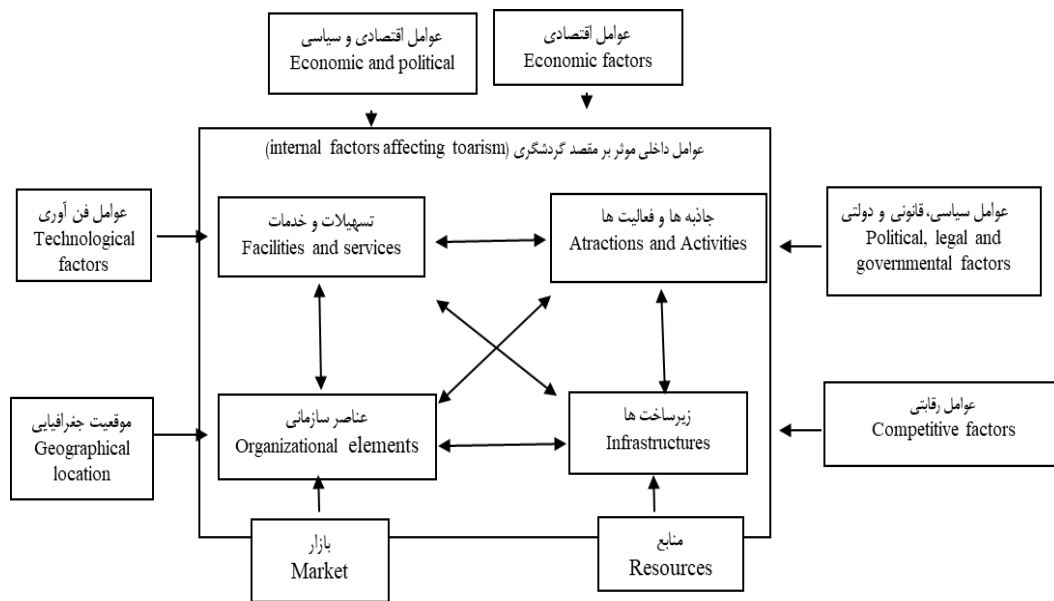 عوامل اقتصادی و سیاسی
Economic and political
عوامل اقتصادی
Economic factors
عوامل داخلی موثر بر مقصد گردشگری (internal factors affecting toarism)
عوامل فن آوری
Technological
factors
تسهیلات و خدمات
Facilities and services
جاذبه ها و فعالیت ها
Atractions and Activities
عوامل سیاسی، قانونی و دولتی
Political, legal and
governmental factors
موقعیت جغرافیایی
Geographical
location
عناصر سازمانی
Organizational elements
زیرساخت ها
Infrastructures
عوامل رقابتی
Competitive factors
بازار
Market
منابع
Resources